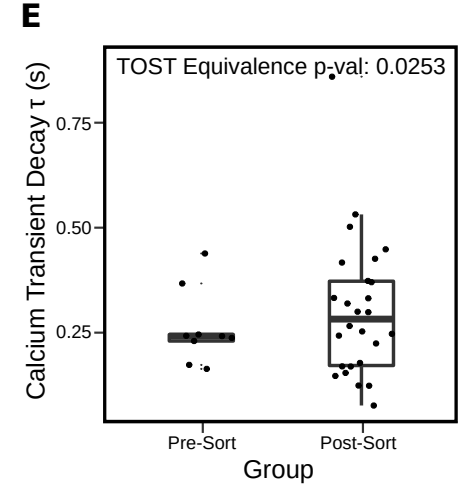 E
TOST Equivalence p-val: 0.0253
Calcium Transient Decay τ (s)
0.75
0.50
0.25
Pre-Sort
Post-Sort
Group